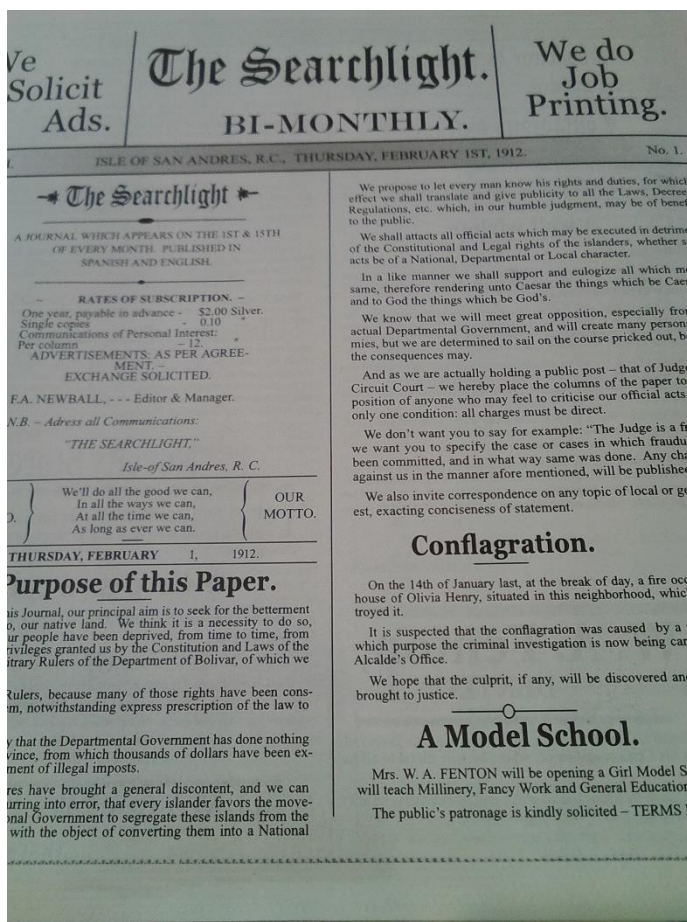 Solicit
Ads.
The Searchlight.
BI-MONTHLY.
We do
Job
Printing.
ISLE OF SAN ANDRES, R.C., THURSDAY, FEBRUARY 1ST, 1912.
No. 1.
The Searchlight
A JOURNAL WHICH APPEARS ON THE 1ST & 15TH
OF EVERY MONTH. PUBLISHED IN
SPANISH AND ENGLISH.
– RATES OF SUBSCRIPTION. –
One year, payable in advance - $2.00 Silver.
Single copies - 0.10 "
Communications of Personal Interest:
Per column – 12. –
ADVERTISEMENTS: AS PER AGREE-
MENT. –
EXCHANGE SOLICITED.
F.A. NEWBALL, - - - Editor & Manager.
N.B. – Adress all Communications:
"THE SEARCHLIGHT,"
Isle-of San Andres, R. C.
We'll do all the good we can,
In all the ways we can,
At all the time we can,
As long as ever we can.
OUR
MOTTO.
THURSDAY, FEBRUARY 1, 1912.
Purpose of this Paper.
Journal, our principal aim is to seek for the betterment
our native land. We think it is a necessity to do so,
people have been deprived, from time to time, from
granted us by the Constitution and Laws of the
Rulers of the Department of Bolivar, of which we
Rulers, because many of those rights have been cons-
notwithstanding express prescription of the law to
that the Departmental Government has done nothing
from which thousands of dollars have been ex-
of illegal imposts.
have brought a general discontent, and we can
into error, that every islander favors the move-
Government to segregate these islands from the
with the object of converting them into a National
We propose to let every man know his rights and duties, for which
effect we shall translate and give publicity to all the Laws,
Regulations, etc. which, in our humble judgment, may be of
to the public.
We shall attacts all official acts which may be executed in
of the Constitutional and Legal rights of the islanders, whether
acts be of a National, Departmental or Local character.
In a like manner we shall support and eulogize all which
same, therefore rendering unto Caesar the things which be
and to God the things which be God's.
We know that we will meet great opposition, especially
actual Departmental Government, and will create many
mies, but we are determined to sail on the course pricked out,
the consequences may.
And as we are actually holding a public post – that of
Circuit Court – we hereby place the columns of the paper to
position of anyone who may feel to criticise our official acts
only one condition: all charges must be direct.
We don't want you to say for example: "The Judge is a
we want you to specify the case or cases in which
been committed, and in what way same was done. Any
against us in the manner afore mentioned, will be
We also invite correspondence on any topic of local or
est, exacting conciseness of statement.
Conflagration.
On the 14th of January last, at the break of day, a fire
house of Olivia Henry, situated in this neighborhood,
troyed it.
It is suspected that the conflagration was caused by a
which purpose the criminal investigation is now being
Alcalde's Office.
We hope that the culprit, if any, will be discovered
brought to justice.
A Model School.
Mrs. W. A. FENTON will be opening a Girl Model
will teach Millinery, Fancy Work and General
The public's patronage is kindly solicited – TERMS